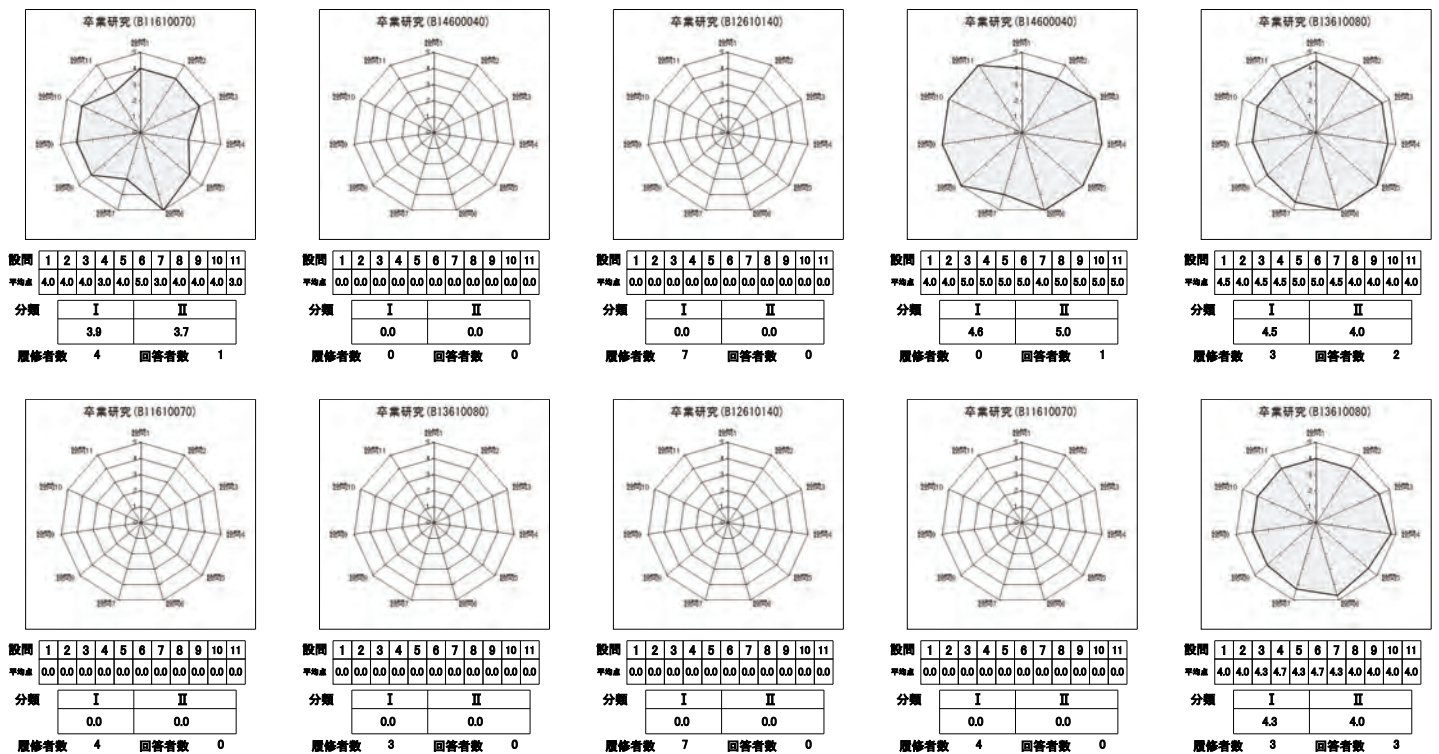 卒業研究(B11610070)
設問 1 2 3 4 5 6 7 8 9 10 11
平均点 4.0 4.0 4.0 3.0 4.0 5.0 3.0 4.0 4.0 4.0 3.0
分類 Ⅰ Ⅱ
3.9 3.7
履修者数 4 回答者数 1
卒業研究(B14600040)
設問 1 2 3 4 5 6 7 8 9 10 11
平均点 0.0 0.0 0.0 0.0 0.0 0.0 0.0 0.0 0.0 0.0 0.0
分類 Ⅰ Ⅱ
0.0 0.0
履修者数 0 回答者数 0
卒業研究(B12610140)
設問 1 2 3 4 5 6 7 8 9 10 11
平均点 0.0 0.0 0.0 0.0 0.0 0.0 0.0 0.0 0.0 0.0 0.0
分類 Ⅰ Ⅱ
0.0 0.0
履修者数 7 回答者数 0
卒業研究(B14600040)
設問 1 2 3 4 5 6 7 8 9 10 11
平均点 4.0 4.0 5.0 5.0 5.0 5.0 4.0 5.0 5.0 5.0 5.0
分類 Ⅰ Ⅱ
4.6 5.0
履修者数 0 回答者数 1
卒業研究(B13610080)
設問 1 2 3 4 5 6 7 8 9 10 11
平均点 4.5 4.0 4.5 4.5 5.0 5.0 4.5 4.0 4.0 4.0 4.0
分類 Ⅰ Ⅱ
4.5 4.0
履修者数 3 回答者数 2
卒業研究(B11610070)
設問 1 2 3 4 5 6 7 8 9 10 11
平均点 0.0 0.0 0.0 0.0 0.0 0.0 0.0 0.0 0.0 0.0 0.0
分類 Ⅰ Ⅱ
0.0 0.0
履修者数 4 回答者数 0
卒業研究(B13610080)
設問 1 2 3 4 5 6 7 8 9 10 11
平均点 0.0 0.0 0.0 0.0 0.0 0.0 0.0 0.0 0.0 0.0 0.0
分類 Ⅰ Ⅱ
0.0 0.0
履修者数 3 回答者数 0
卒業研究(B12610140)
設問 1 2 3 4 5 6 7 8 9 10 11
平均点 0.0 0.0 0.0 0.0 0.0 0.0 0.0 0.0 0.0 0.0 0.0
分類 Ⅰ Ⅱ
0.0 0.0
履修者数 7 回答者数 0
卒業研究(B11610070)
設問 1 2 3 4 5 6 7 8 9 10 11
平均点 0.0 0.0 0.0 0.0 0.0 0.0 0.0 0.0 0.0 0.0 0.0
分類 Ⅰ Ⅱ
0.0 0.0
履修者数 4 回答者数 0
卒業研究(B13610080)
設問 1 2 3 4 5 6 7 8 9 10 11
平均点 4.0 4.0 4.3 4.7 4.3 4.7 4.3 4.0 4.0 4.0 4.0
分類 Ⅰ Ⅱ
4.3 4.0
履修者数 3 回答者数 3